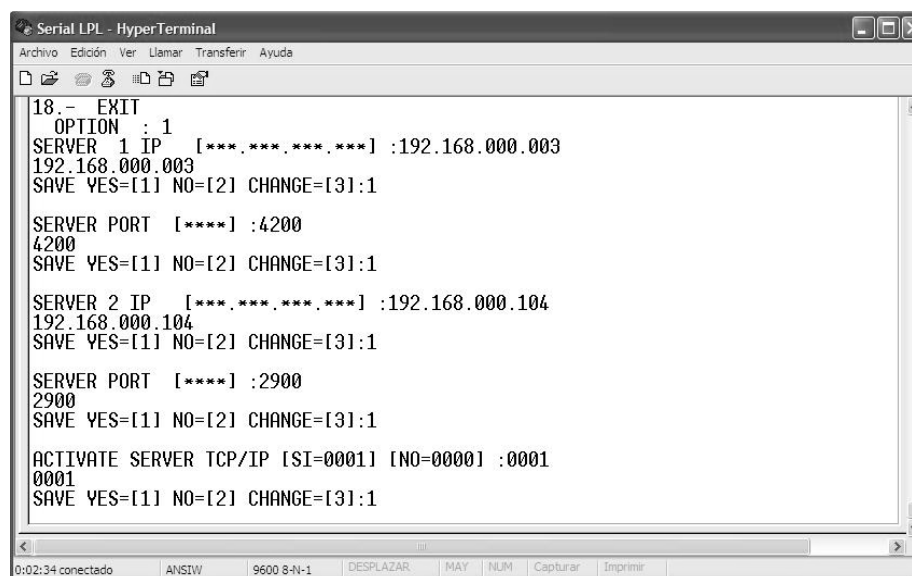 Serial LPL - HyperTerminal
Archivo Edición Ver Llamar Transferir Ayuda
18.- EXIT
OPTION : 1
SERVER 1 IP [***.***.***.***] :192.168.000.003
192.168.000.003
SAVE YES=[1] NO=[2] CHANGE=[3]:1
SERVER PORT [****] :4200
4200
SAVE YES=[1] NO=[2] CHANGE=[3]:1
SERVER 2 IP [***.***.***.***] :192.168.000.104
192.168.000.104
SAVE YES=[1] NO=[2] CHANGE=[3]:1
SERVER PORT [****] :2900
2900
SAVE YES=[1] NO=[2] CHANGE=[3]:1
ACTIVATE SERVER TCP/IP [SI=0001] [NO=0000] :0001
0001
SAVE YES=[1] NO=[2] CHANGE=[3]:1
0:02:34 conectado ANSIW 9600 8-N-1 DESPLAZAR MAY NUM Capturar Imprimir